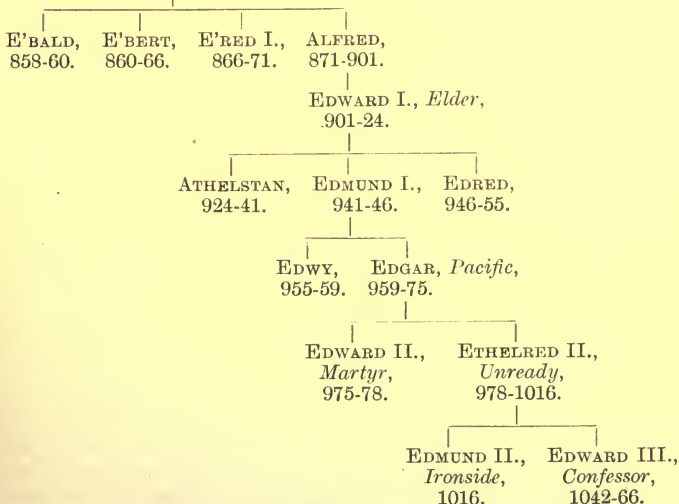 E'BALD, E'BERT, E'RED I., ALFRED,
858-60. 860-66. 866-71. 871-901.
EDWARD I., Elder,
901-24.
ATHELSTAN, EDMUND I., EDRED,
924-41. 941-46. 946-55.
EDWY, EDGAR, Pacific,
955-59. 959-75.
EDWARD II., ETHELRED II.,
Martyr, Unready,
975-78. 978-1016.
EDMUND II., EDWARD III.,
Ironside, Confessor,
1016. 1042-66.